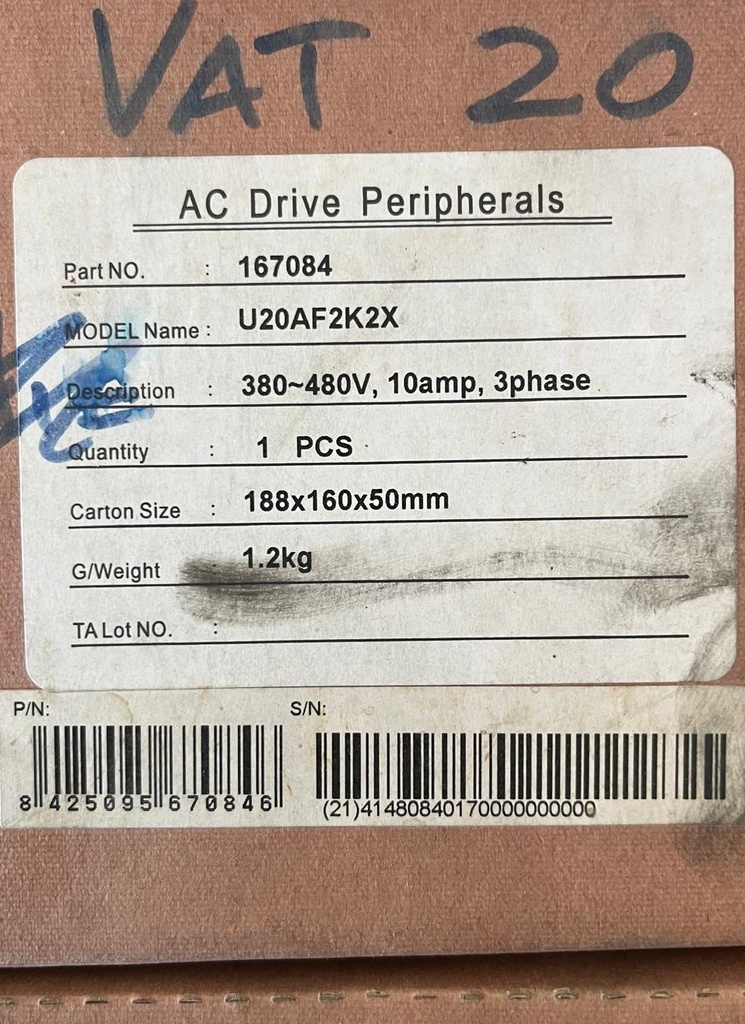 VAT 20
AC Drive Peripherals
Part NO. : 167084
MODEL Name : U20AF2K2X
Description : 380~480V, 10amp, 3phase
Quantity : 1 PCS
Carton Size : 188x160x50mm
G/Weight : 1.2kg
TA Lot NO. :
P/N: S/N:
8 425095 670846 (21)41480840170000000000